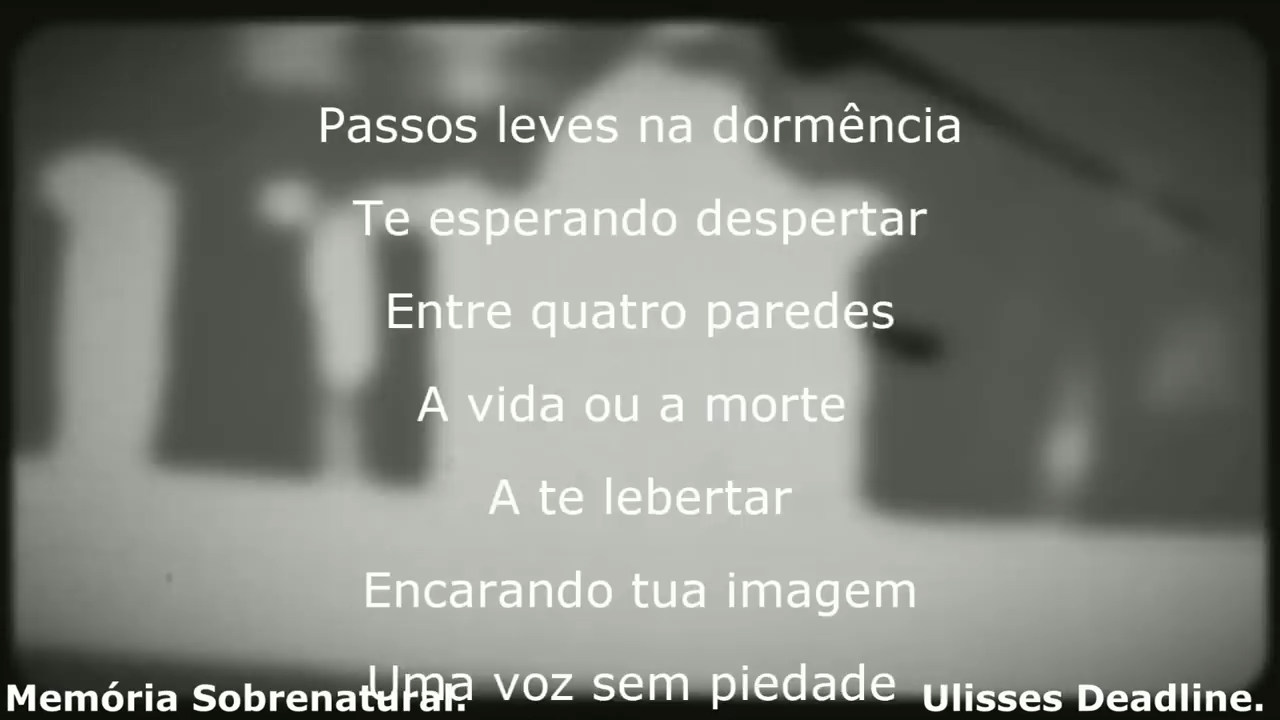 Passos leves na dormência
Te esperando despertar
Entre quatro paredes
A vida ou a morte
A te lebertar
Encarando tua imagem
Uma voz sem piedade
Memória Sobrenatural.
Ulisses Deadline.